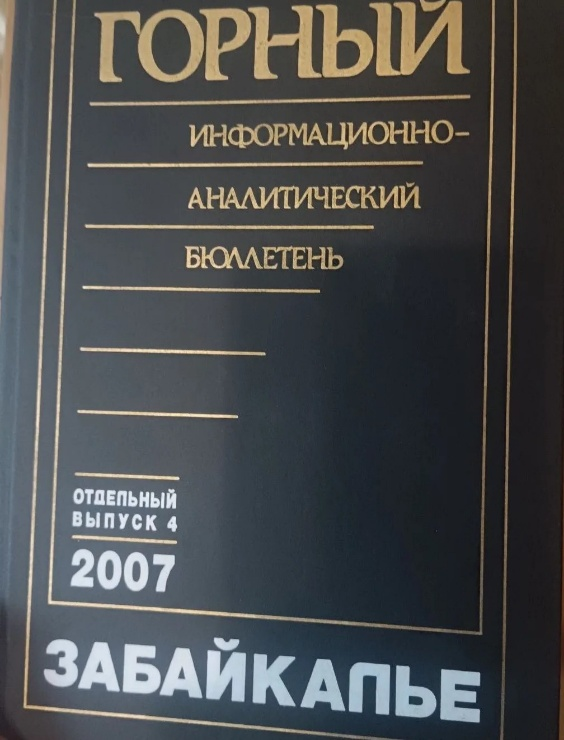 ГОРНЫЙ
ИНФОРМАЦИОННО-
АНАЛИТИЧЕСКИЙ
БЮЛЛЕТЕНЬ
ОТДЕЛЬНЫЙ
ВЫПУСК 4
2007
ЗАБАЙКАЛЬЕ